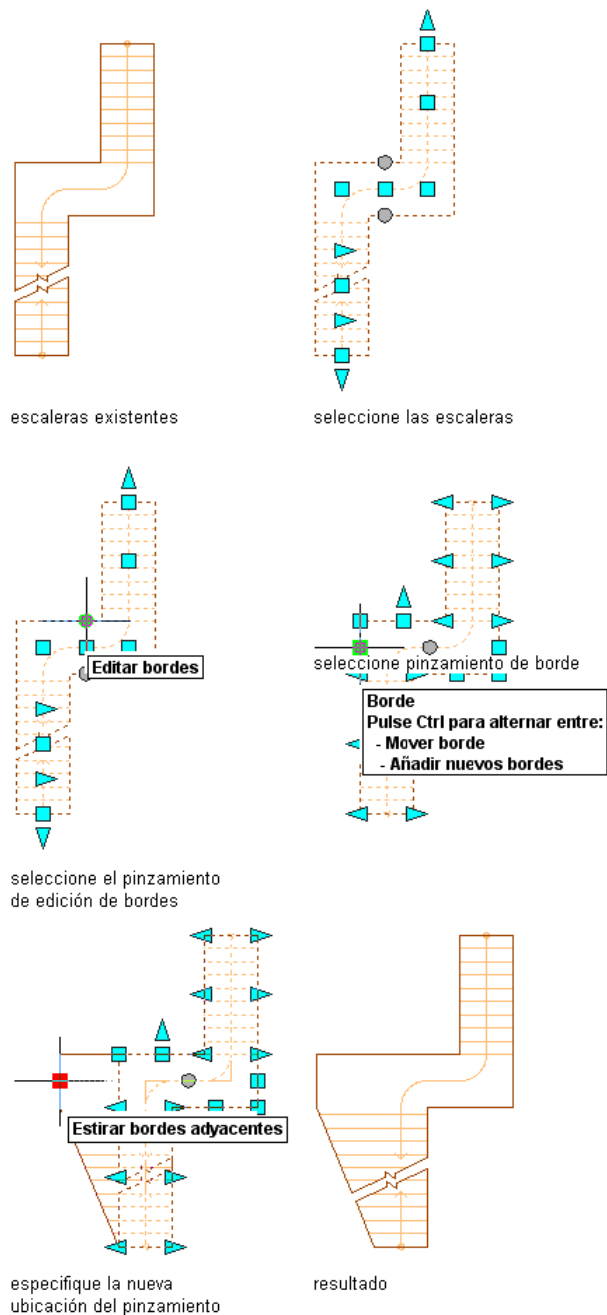 escaleras existentes
seleccione las escaleras
Editar bordes
seleccione pinzamiento de borde
Borde
Pulse Ctrl para alternar entre:
- Mover borde
- Añadir nuevos bordes
seleccione el pinzamiento
de edición de bordes
Estirar bordes adyacentes
especifique la nueva
ubicación del pinzamiento
resultado